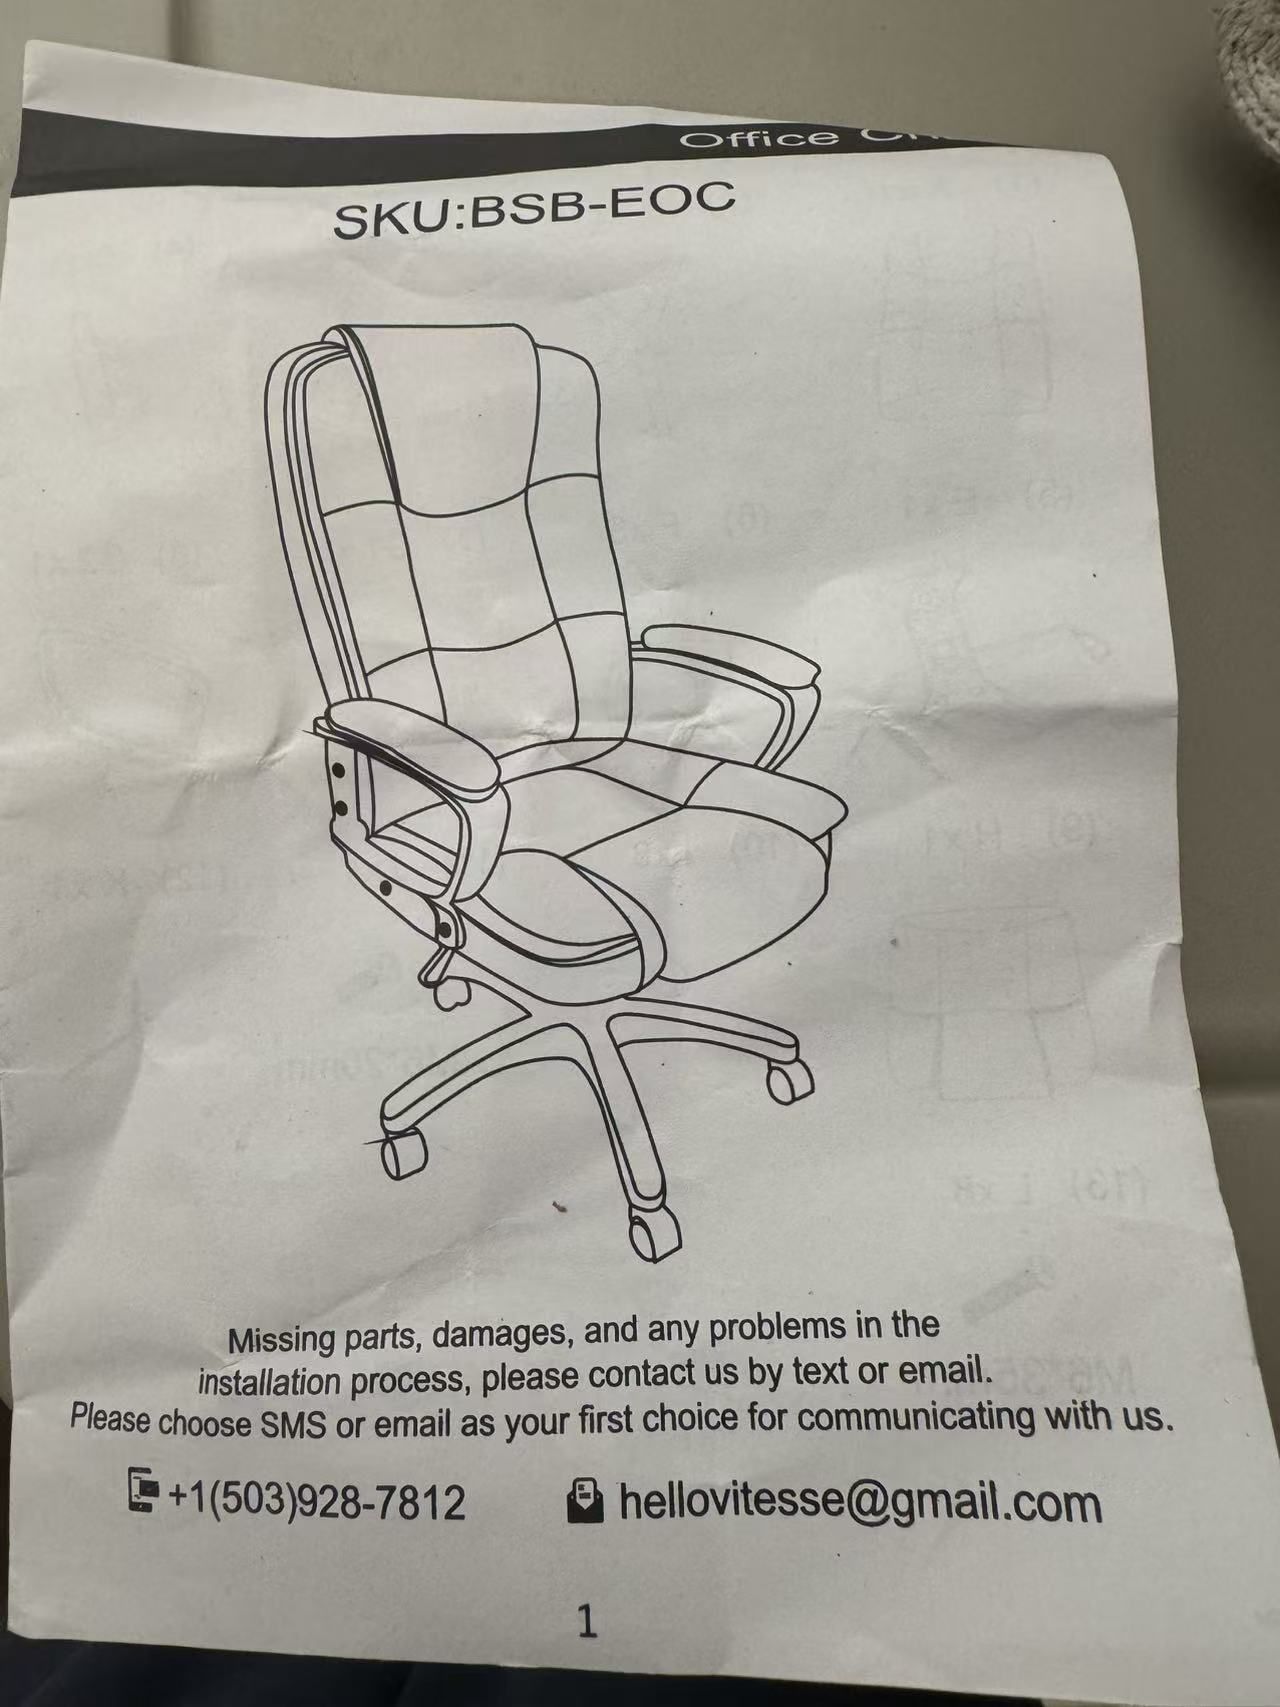 Office
SKU:BSB-EOC
Missing parts, damages, and any problems in the
installation process, please contact us by text or email.
Please choose SMS or email as your first choice for communicating with us.
+1(503)928-7812
hellovitesse@gmail.com
1